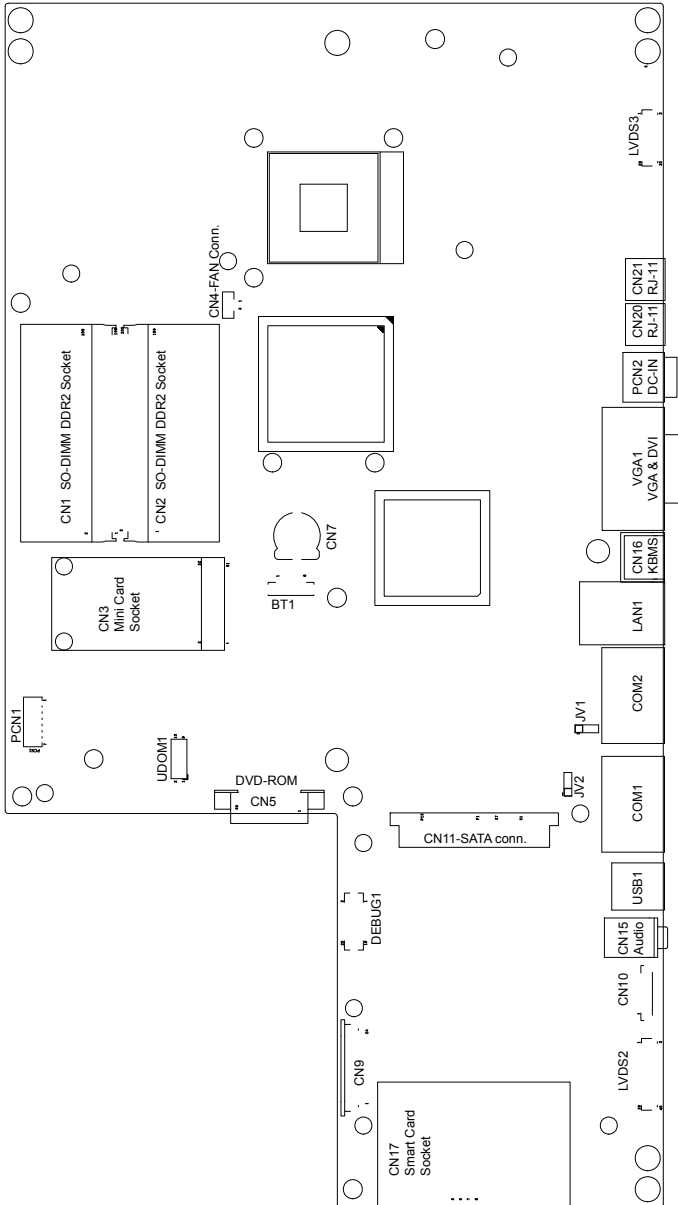 LVDS3
CN4-FAN Conn.
CN21
RJ-11
CN20
RJ-11
PCN2
DC-IN
CN1 SO-DIMM DDR2 Socket
CN2 SO-DIMM DDR2 Socket
VGA1
VGA & DVI
CN7
CN16
KBMS
BT1
CN3
Mini Card
Socket
LAN1
COM2
JV1
PCN1
UDOM1
JV2
DVD-ROM
CN5
COM1
CN11-SATA conn.
USB1
DEBUG1
CN15
Audio
CN10
CN9
LVDS2
CN17
Smart Card
Socket